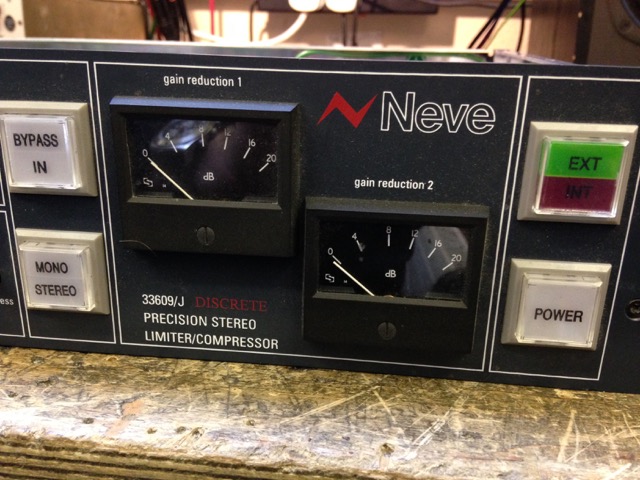 gain reduction 1
Neve
BYPASS
IN
0 4 8 12 16 20
dB
EXT
INT
gain reduction 2
0 4 8 12 16 20
dB
MONO
STEREO
ess
33609/J DISCRETE
PRECISION STEREO
LIMITER/COMPRESSOR
POWER